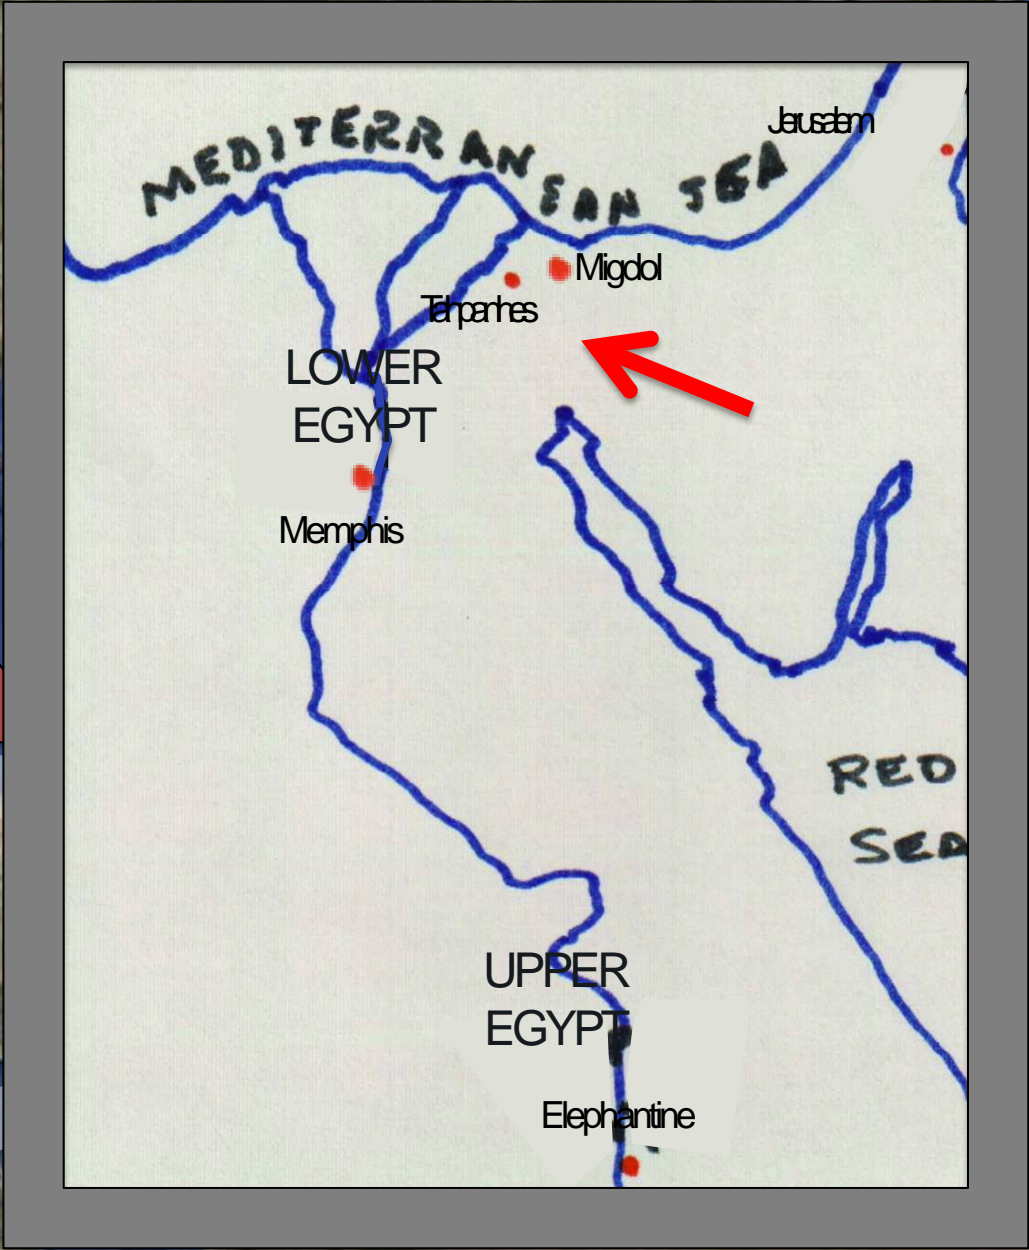 Jerusalem
MEDITERRANEAN SEA
Migdol
Tahpanhes
LOWER
EGYPT
Memphis
RED
SEA
UPPER
EGYPT
Elephantine